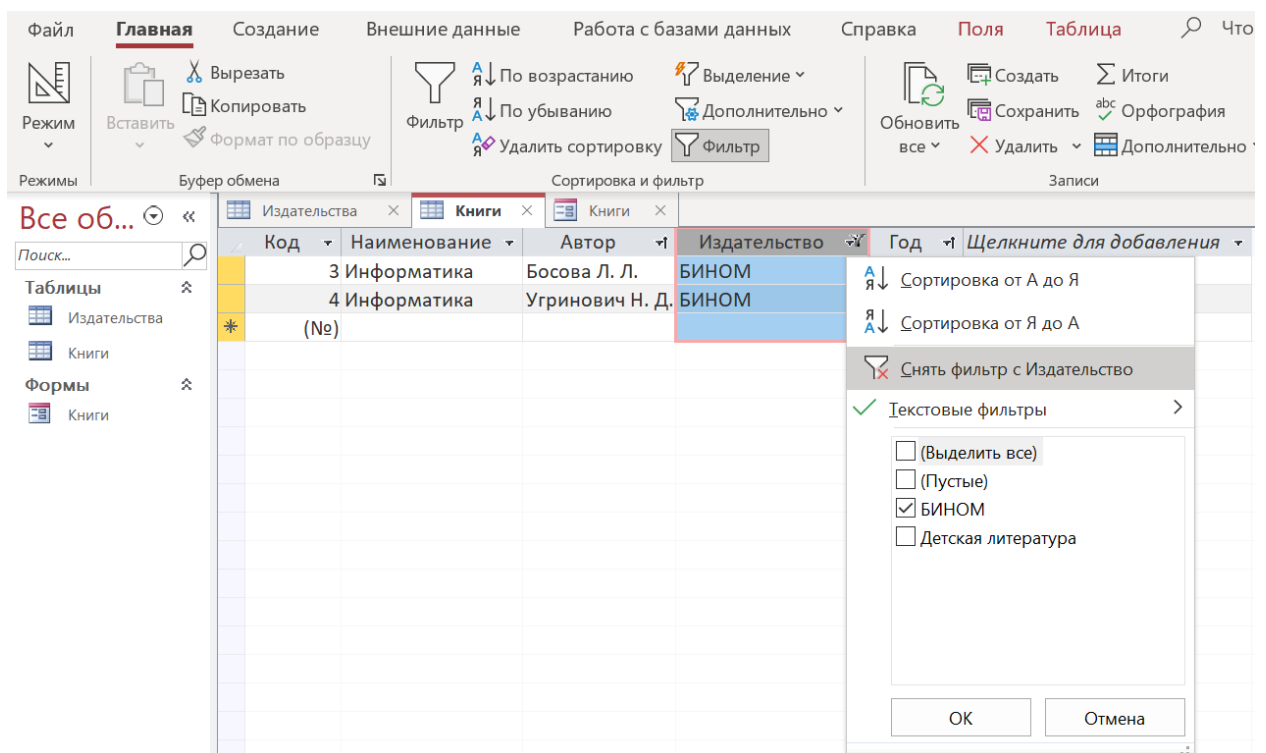 Файл Главная Создание Внешние данные Работа с базами данных Справка Поля Таблица Что
Режим
Вставить
Вырезать
Копировать
Формат по образцу
Фильтр
По возрастанию
По убыванию
Удалить сортировку
Выделение
Дополнительно
Фильтр
Обновить
все
Создать
Сохранить
Удалить
Итоги
Орфография
Дополнительно
Режимы Буфер обмена Сортировка и фильтр Записи
Все об...
Поиск...
Таблицы
Издательства
Книги
Формы
Книги
Издательства Книги Книги
Код Наименование Автор Издательство Год Щелкните для добавления
3 Информатика Босова Л. Л. БИНОМ
4 Информатика Угринович Н. Д. БИНОМ
(№)
Сортировка от А до Я
Сортировка от Я до А
Снять фильтр с Издательство
Текстовые фильтры
(Выделить все)
(Пустые)
БИНОМ
Детская литература
ОК Отмена